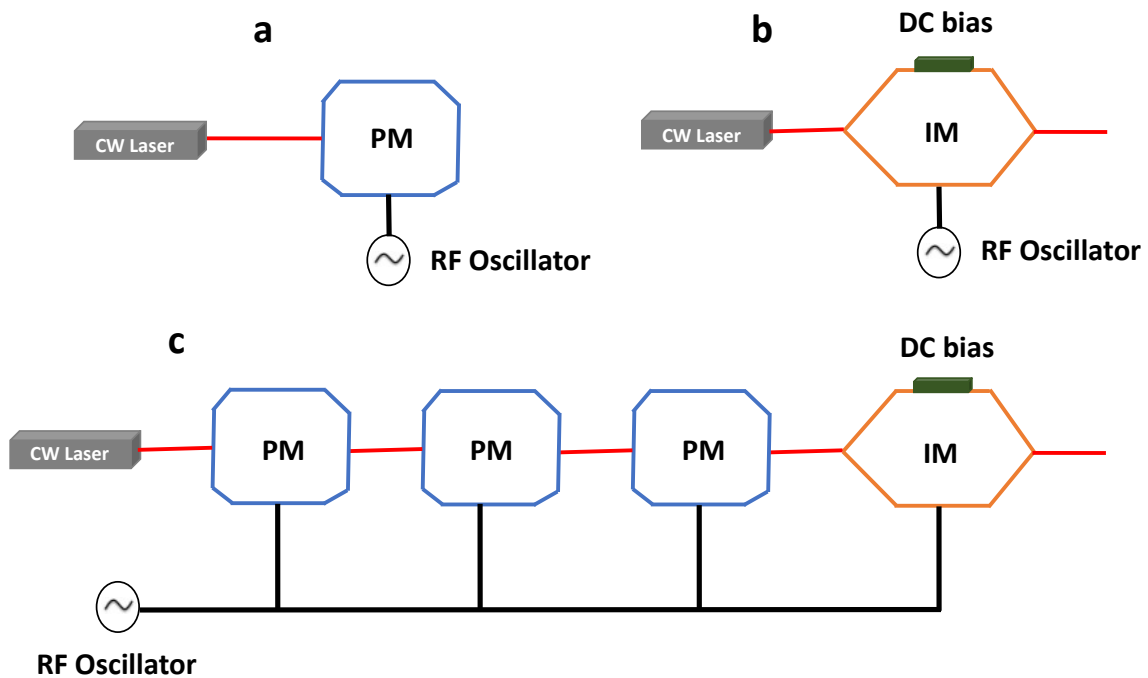 a
CW Laser
PM
RF Oscillator
b
DC bias
CW Laser
IM
RF Oscillator
c
DC bias
CW Laser
PM
PM
PM
IM
RF Oscillator